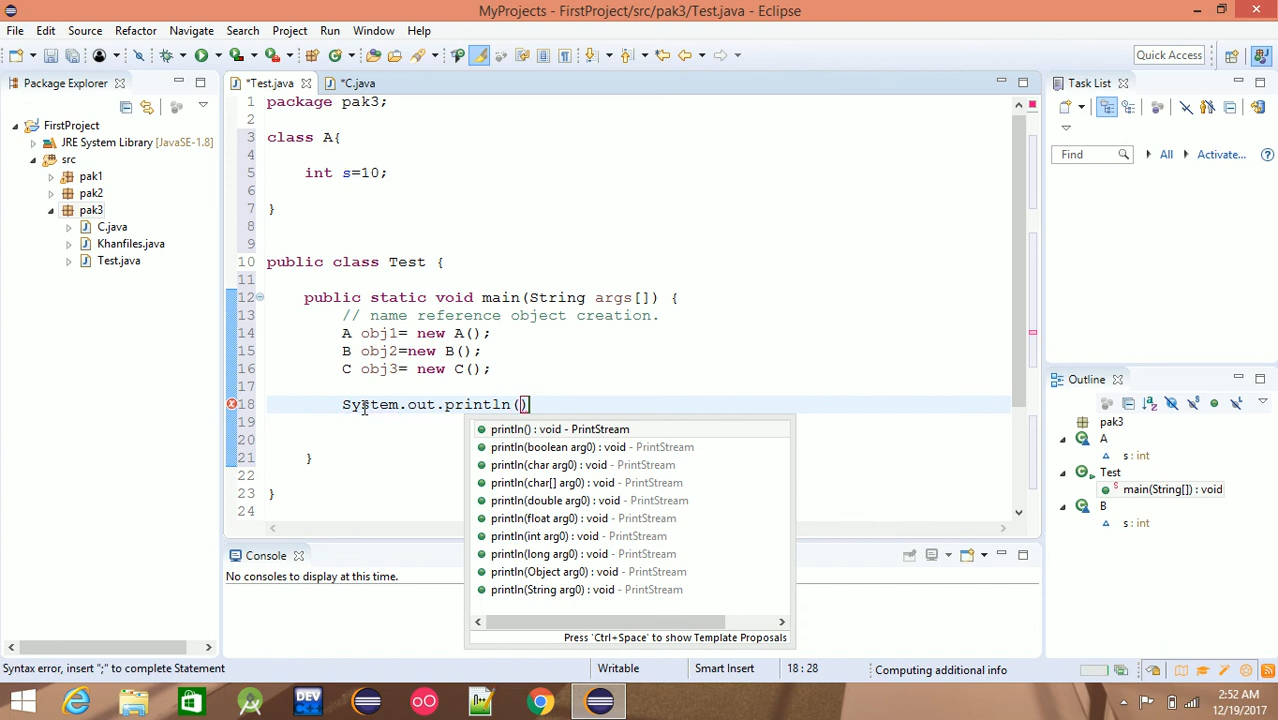 MyProjects - FirstProject/src/pak3/Test.java - Eclipse
File Edit Source Refactor Navigate Search Project Run Window Help
Quick Access
Package Explorer
*Test.java
*C.java
Task List
FirstProject
JRE System Library [JavaSE-1.8]
src
pak1
pak2
pak3
C.java
Khanfiles.java
Test.java
1 package pak3;
2
3 class A{
4
5 int s=10;
6
7 }
8
9
10 public class Test {
11
12 public static void main(String args[]) {
13 // name reference object creation.
14 A obj1= new A();
15 B obj2=new B();
16 C obj3= new C();
17
18 System.out.println()
19
20
21 }
22
23 }
24
println() : void - PrintStream
println(boolean arg0) : void - PrintStream
println(char arg0) : void - PrintStream
println(char[] arg0) : void - PrintStream
println(double arg0) : void - PrintStream
println(float arg0) : void - PrintStream
println(int arg0) : void - PrintStream
println(long arg0) : void - PrintStream
println(Object arg0) : void - PrintStream
println(String arg0) : void - PrintStream
Press 'Ctrl+Space' to show Template Proposals
Find All Activate...
Outline
pak3
A
s : int
Test
main(String[]) : void
B
s : int
Console
No consoles to display at this time.
Syntax error, insert ";" to complete Statement
Writable
Smart Insert
18 : 28
Computing additional info
DEV
2:52 AM
12/19/2017